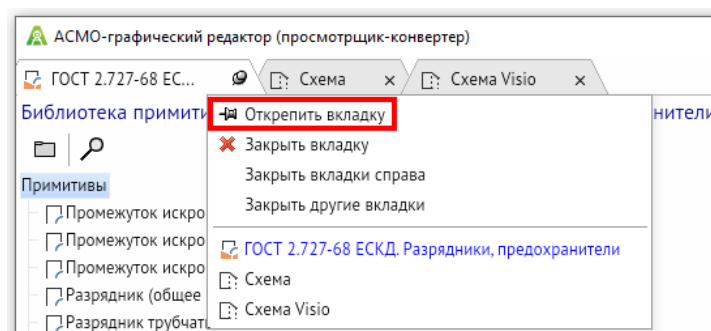 АСМО-графический редактор (просмотрщик-конвертер)
ГОСТ 2.727-68 ЕС... Схема × Схема Visio ×
Библиотека примити нители
Открепить вкладку
Закрыть вкладку
Закрыть вкладки справа
Примитивы
Закрыть другие вкладки
Промежуток искро
Промежуток искро
ГОСТ 2.727-68 ЕСКД. Разрядники, предохранители
Промежуток искро
Схема
Разрядник (общее
Схема Visio
Разрядник трубчат